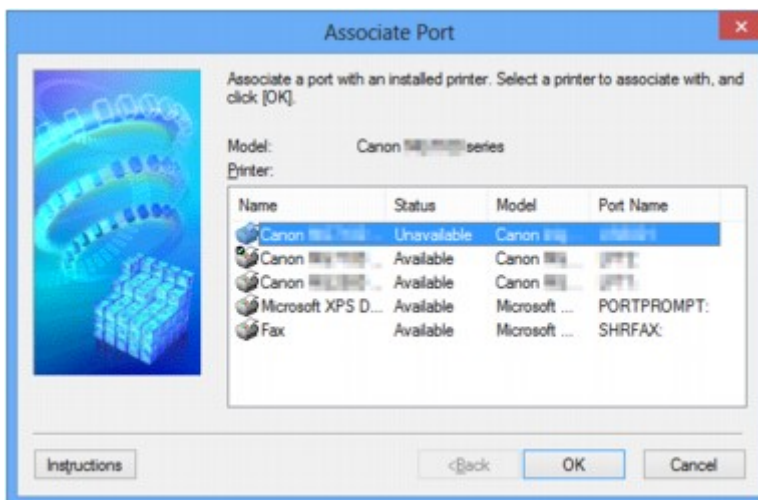 Associate Port
Associate a port with an installed printer. Select a printer to associate with, and
click [OK].
Model: Canon series
Printer:
Name Status Model Port Name
Canon ... Unavailable Canon
Canon ... Available Canon ...
Canon ... Available Canon ...
Microsoft XPS D... Available Microsoft ... PORTPROMPT:
Fax Available Microsoft ... SHRFAX:
Instructions <Back OK Cancel